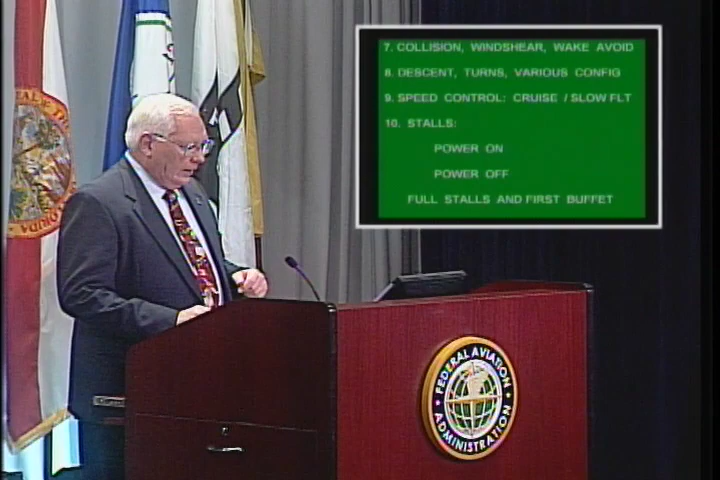 7. COLLISION, WINDSHEAR, WAKE AVOID
8. DESCENT, TURNS, VARIOUS CONFIG
9. SPEED CONTROL: CRUISE / SLOW FLT
10. STALLS:
POWER ON
POWER OFF
FULL STALLS AND FIRST BUFFET
FEDERAL AVIATION
ADMINISTRATION